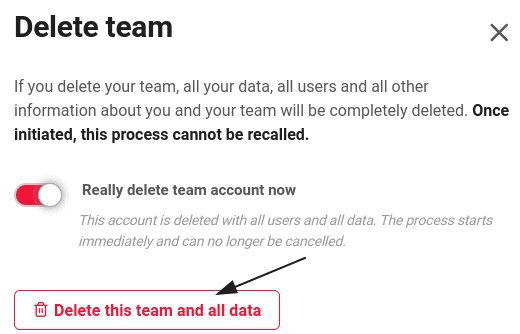 Delete team
If you delete your team, all your data, all users and all other
information about you and your team will be completely deleted. Once
initiated, this process cannot be recalled.
Really delete team account now
This account is deleted with all users and all data. The process starts
immediately and can no longer be cancelled.
Delete this team and all data